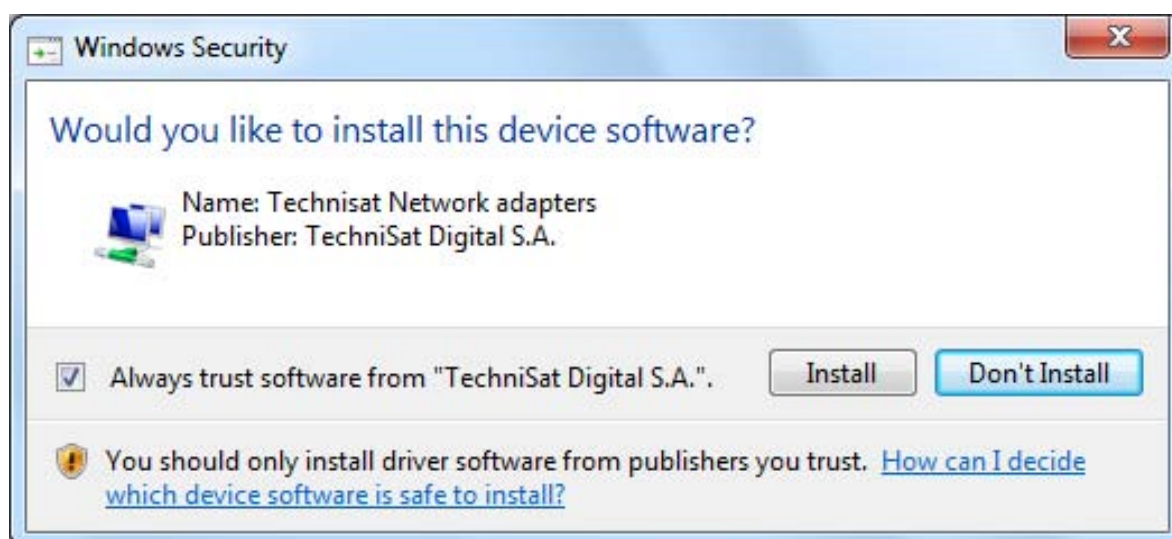 Windows Security
Would you like to install this device software?
Name: Technisat Network adapters
Publisher: TechniSat Digital S.A.
Always trust software from "TechniSat Digital S.A.".
Install
Don't Install
You should only install driver software from publishers you trust. How can I decide
which device software is safe to install?